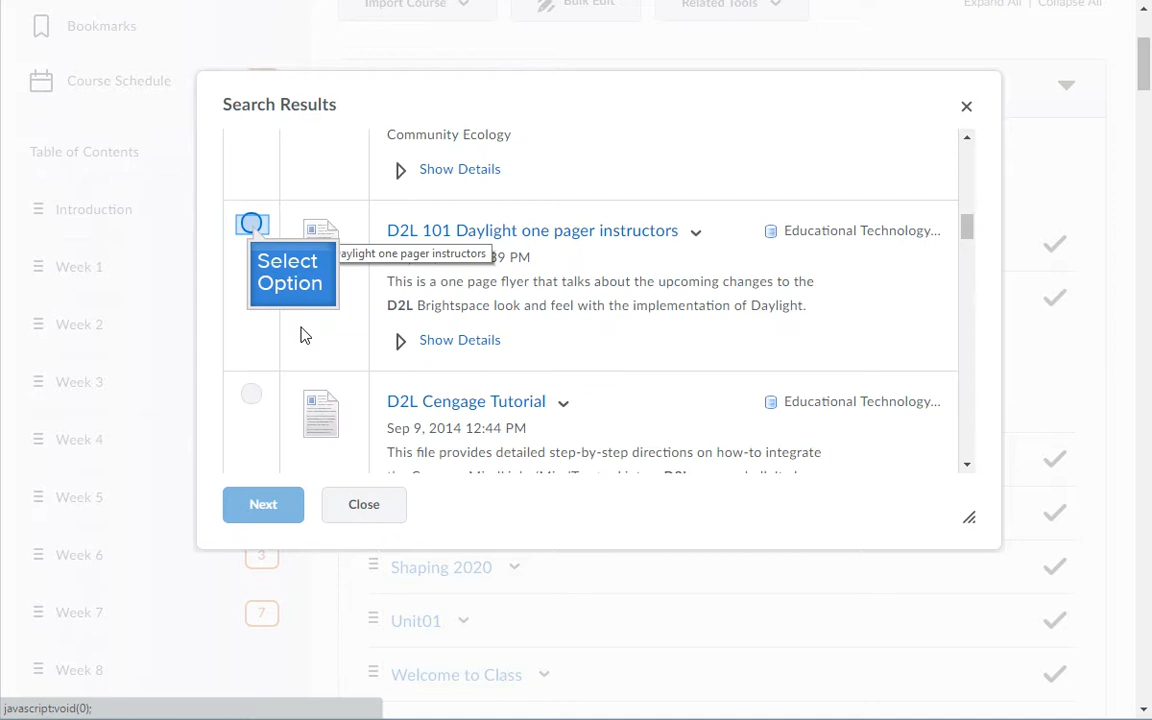 Import Course
Bulk Edit
Related Tools
Expand All | Collapse All
Bookmarks
Course Schedule
Table of Contents
Introduction
Week 1
Week 2
Week 3
Week 4
Week 5
Week 6
3
Week 7
7
Week 8
Search Results
Community Ecology
Show Details
D2L 101 Daylight one pager instructors
Educational Technology...
aylight one pager instructors
39 PM
Select
Option
This is a one page flyer that talks about the upcoming changes to the
D2L Brightspace look and feel with the implementation of Daylight.
Show Details
D2L Cengage Tutorial
Educational Technology...
Sep 9, 2014 12:44 PM
This file provides detailed step-by-step directions on how-to integrate
Next
Close
Shaping 2020
Unit01
Welcome to Class
javascript:void(0);